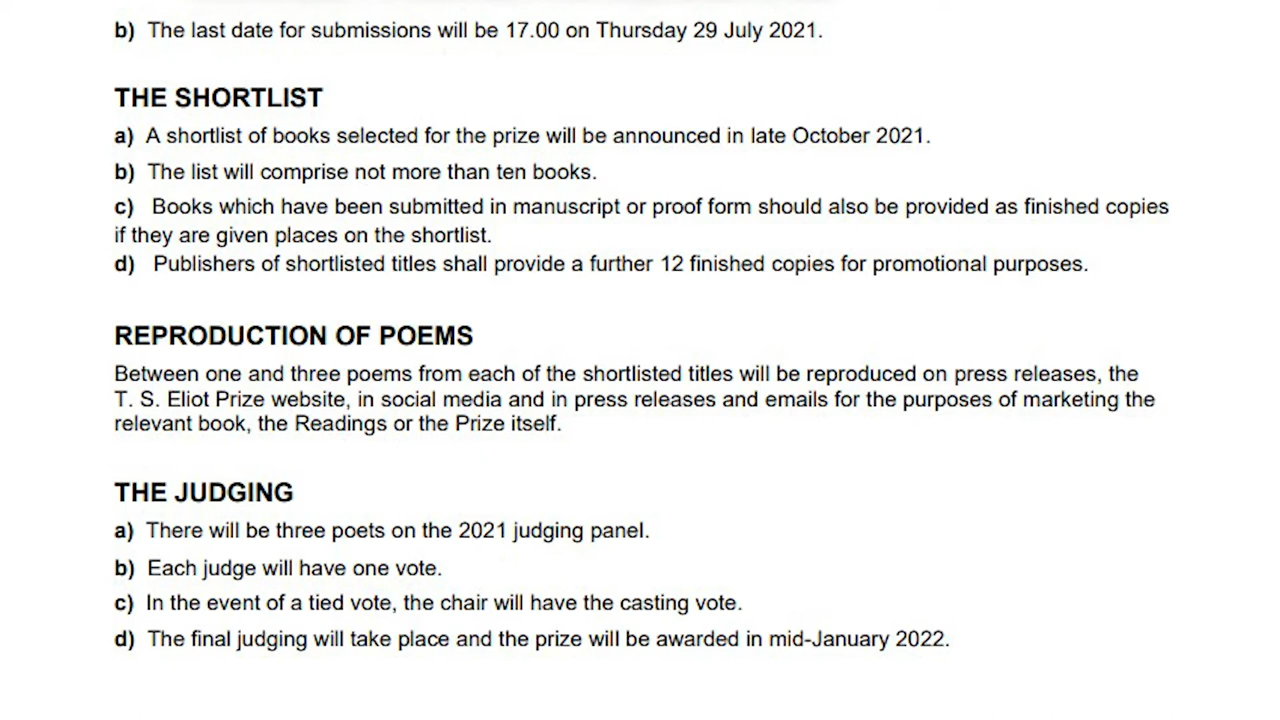 b) The last date for submissions will be 17.00 on Thursday 29 July 2021.
THE SHORTLIST
a) A shortlist of books selected for the prize will be announced in late October 2021.
b) The list will comprise not more than ten books.
c) Books which have been submitted in manuscript or proof form should also be provided as finished copies
if they are given places on the shortlist.
d) Publishers of shortlisted titles shall provide a further 12 finished copies for promotional purposes.
REPRODUCTION OF POEMS
Between one and three poems from each of the shortlisted titles will be reproduced on press releases, the
T. S. Eliot Prize website, in social media and in press releases and emails for the purposes of marketing the
relevant book, the Readings or the Prize itself.
THE JUDGING
a) There will be three poets on the 2021 judging panel.
b) Each judge will have one vote.
c) In the event of a tied vote, the chair will have the casting vote.
d) The final judging will take place and the prize will be awarded in mid-January 2022.